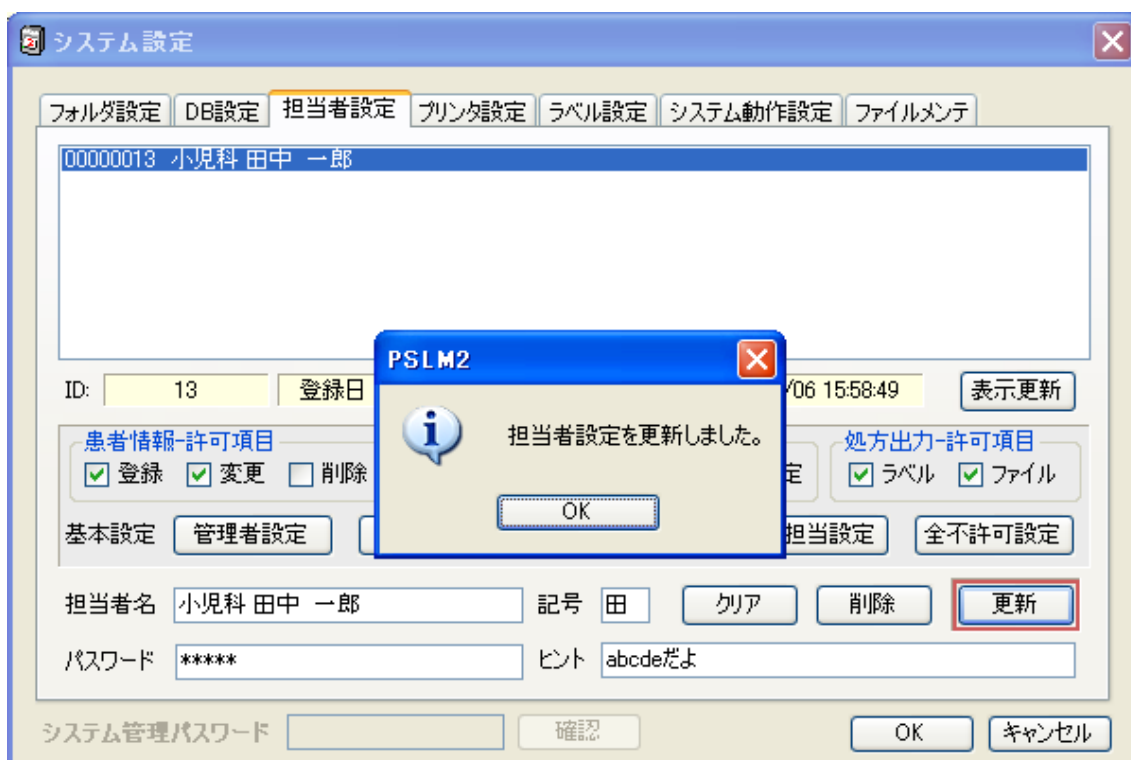 システム設定
フォルダ設定 DB設定 担当者設定 プリンタ設定 ラベル設定 システム動作設定 ファイルメンテ
00000013 小児科 田中 一郎
PSLM2
ID: 13 登録日 /06 15:58:49 表示更新
担当者設定を更新しました。
患者情報-許可項目 処方出力-許可項目
登録 変更 削除 定 ラベル ファイル
OK
基本設定 管理者設定 担当設定 全不許可設定
担当者名 小児科 田中 一郎 記号 田 クリア 削除 更新
パスワード ***** ヒント abcdeだよ
システム管理パスワード 確認 OK キャンセル